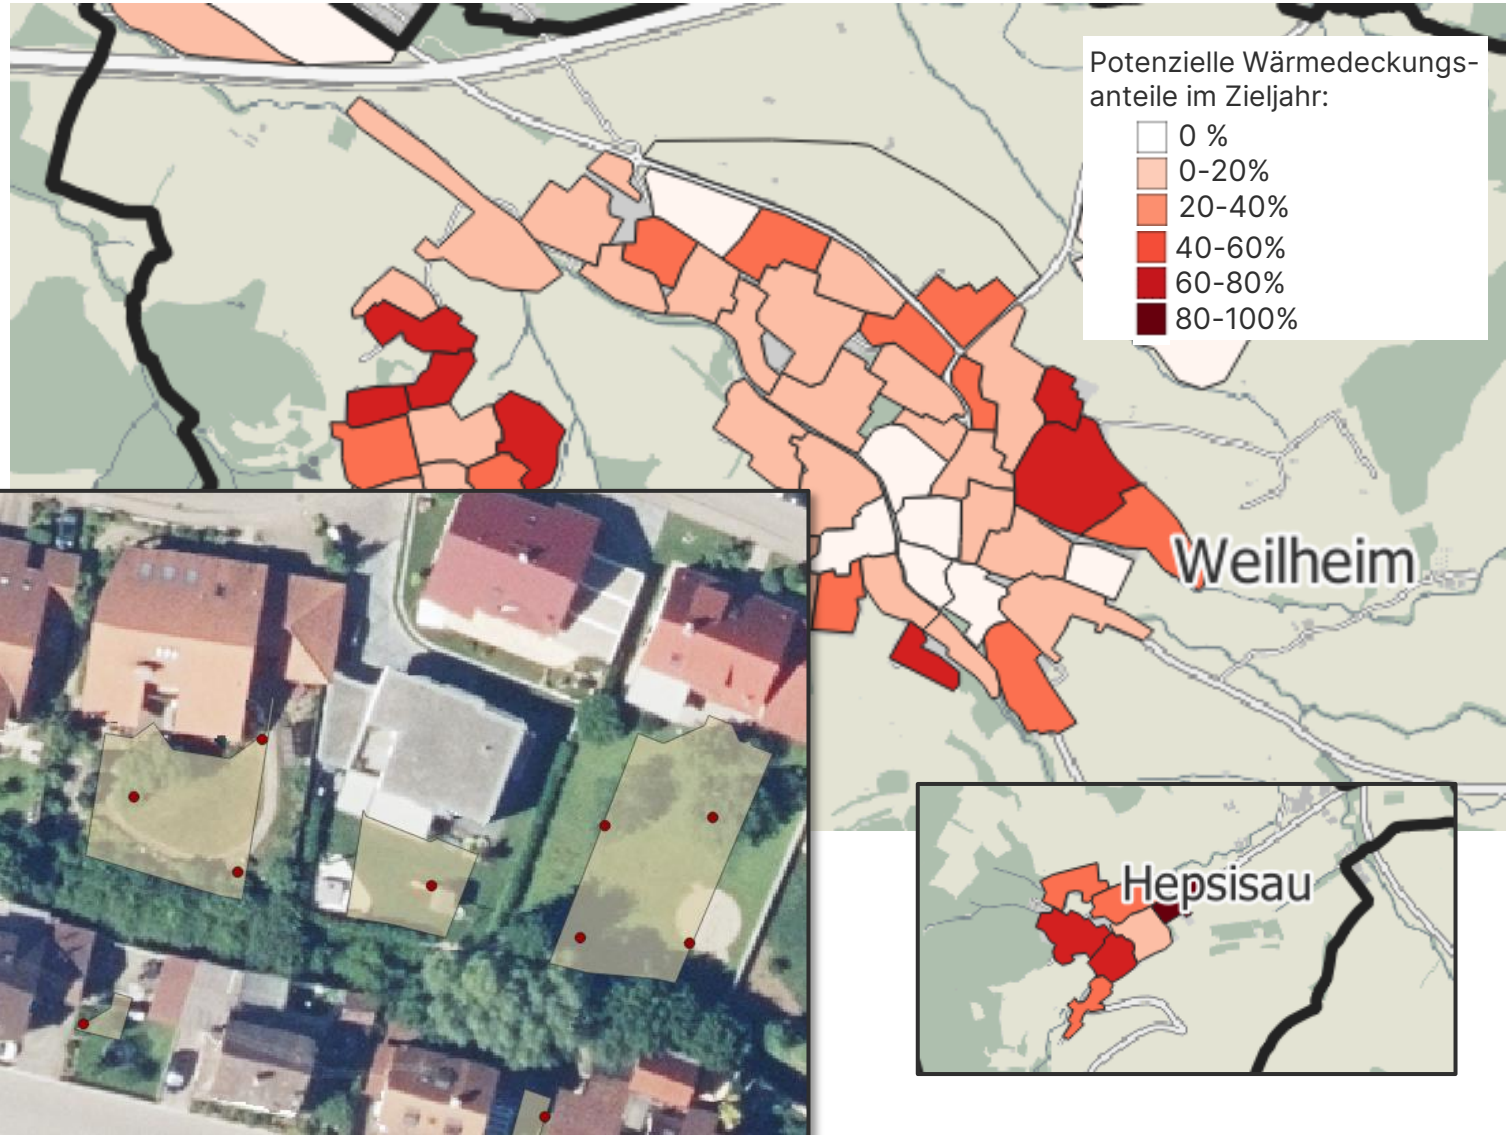 Potenzielle Wärmedeckungs-
anteile im Zieljahr:
0 %
0-20%
20-40%
40-60%
60-80%
80-100%
Weilheim
Hepsisau